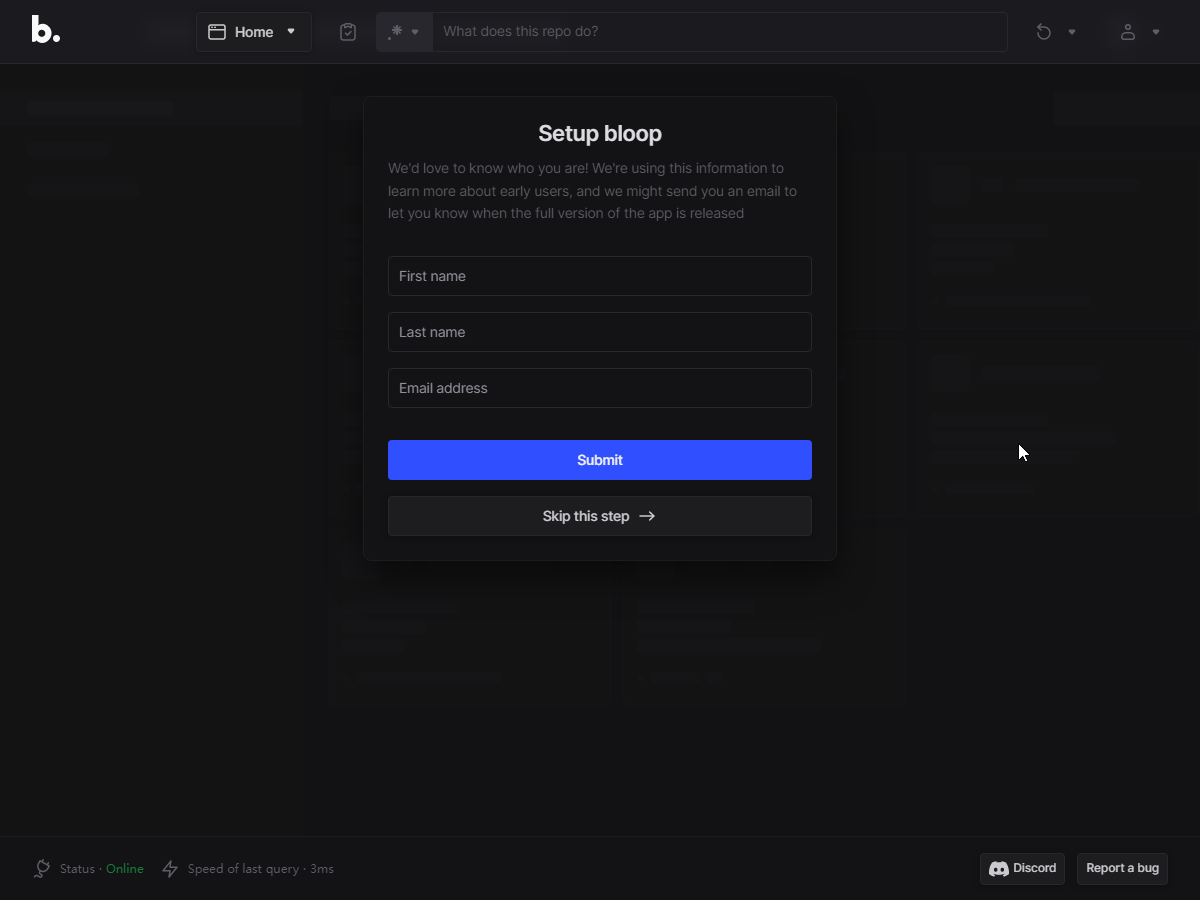 b.
Home
What does this repo do?
Setup bloop
We'd love to know who you are! We're using this information to
learn more about early users, and we might send you an email to
let you know when the full version of the app is released
First name
Last name
Email address
Submit
Skip this step
Status · Online
Speed of last query · 3ms
Discord
Report a bug